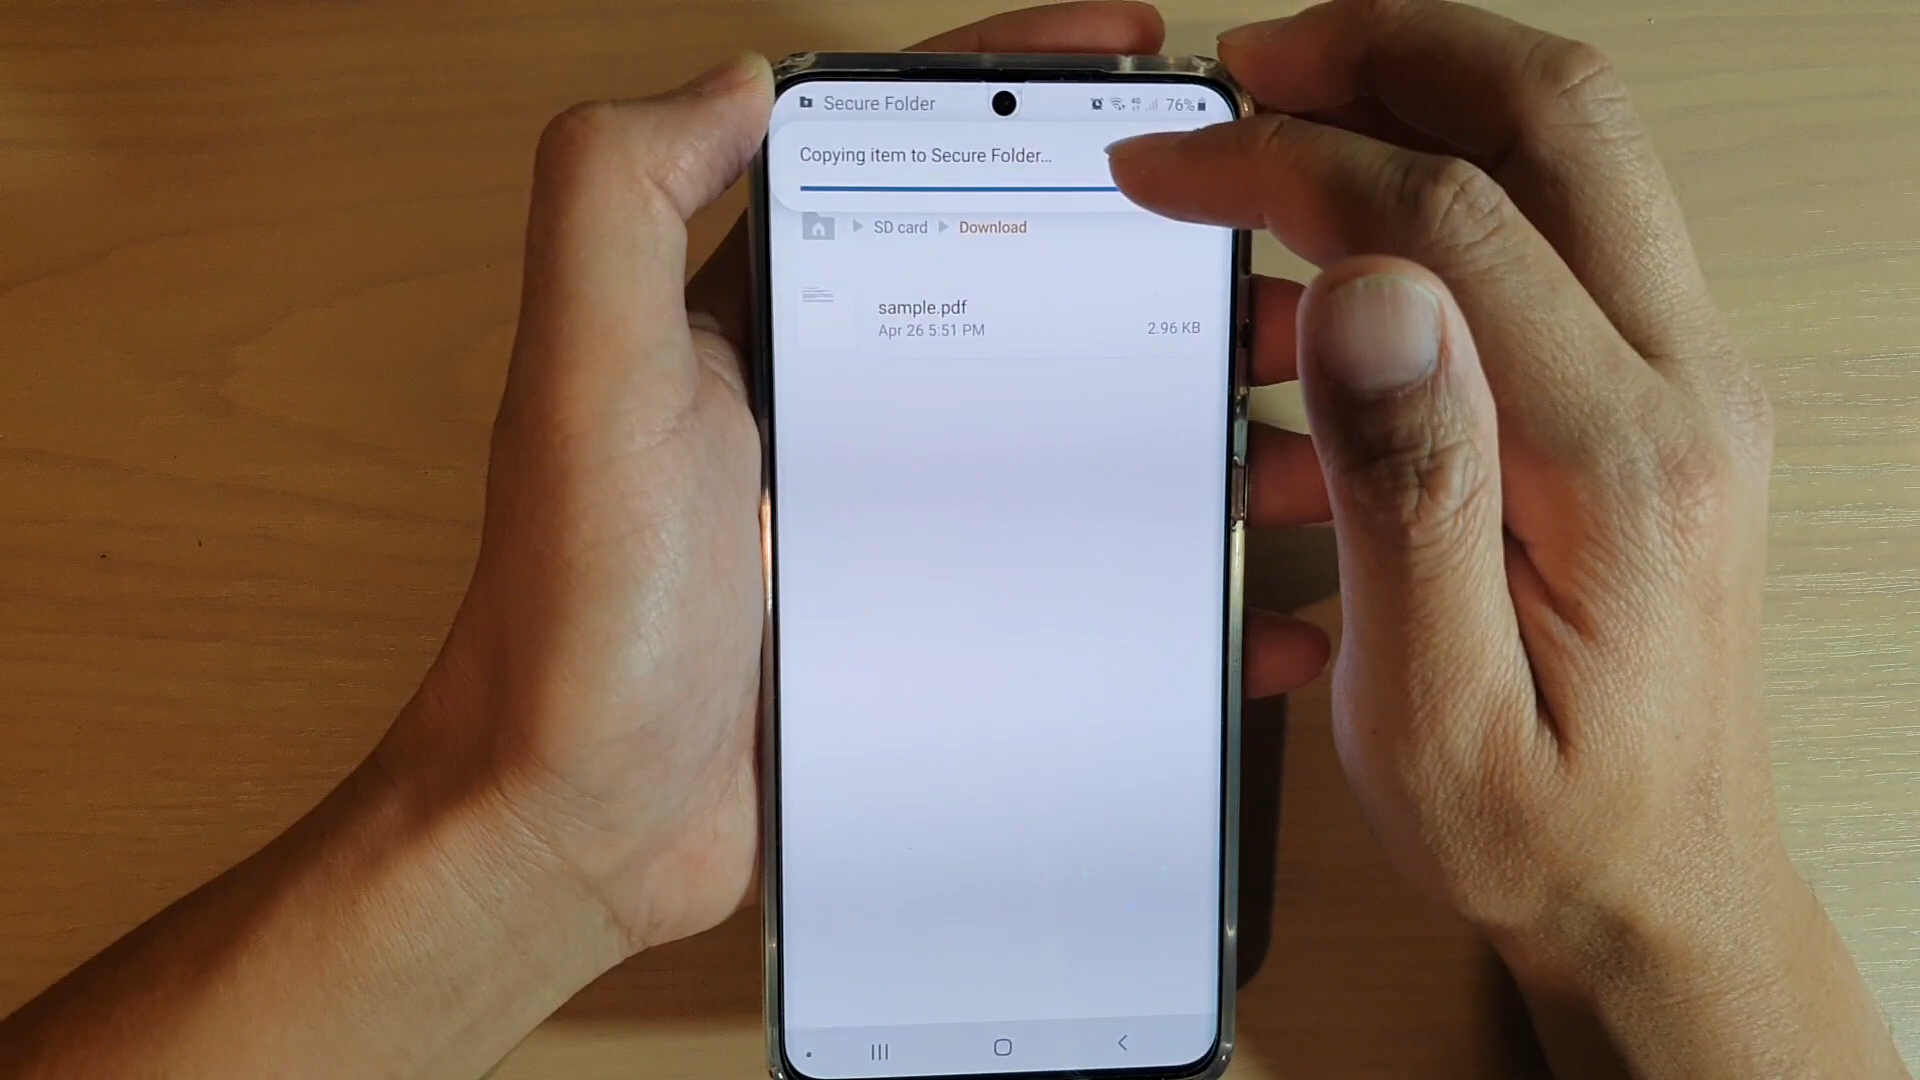 Secure Folder
4G
76%
Copying item to Secure Folder...
SD card
Download
sample.pdf
Apr 26 5:51 PM
2.96 KB